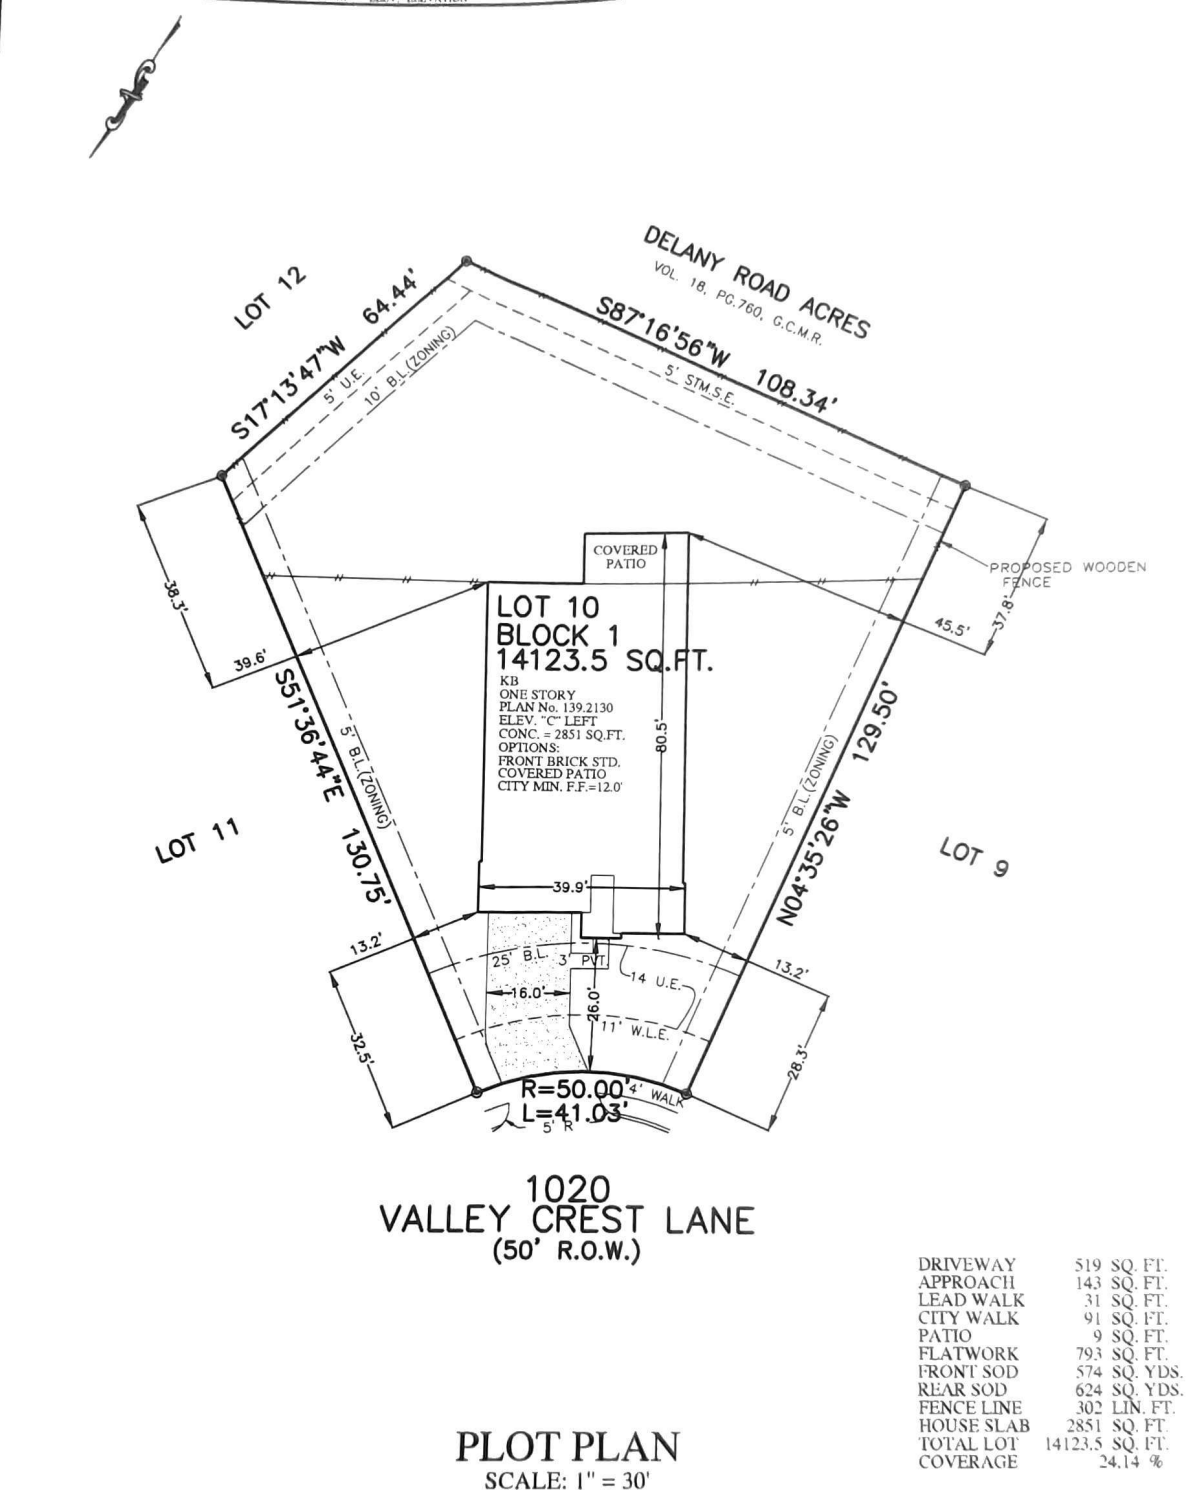 DELANY ROAD ACRES
VOL. 18, PG.760, G.C.M.R.
LOT 12
S17°13'47"W 64.44'
S87°16'56"W 108.34'
5' U.E.
10' B.L.(ZONING)
5' STM.S.E.
COVERED
PATIO
PROPOSED WOODEN
FENCE
38.3'
39.6'
45.5'
37.8'
LOT 10
BLOCK 1
14123.5 SQ.FT.
KB
ONE STORY
PLAN No. 139.2130
ELEV. "C" LEFT
CONC. = 2851 SQ.FT.
OPTIONS:
FRONT BRICK STD.
COVERED PATIO
CITY MIN. F.F.=12.0'
80.5'
S51°36'44"E 130.75'
5' B.L.(ZONING)
N04°35'26"W 129.50'
5' B.L.(ZONING)
LOT 11
LOT 9
39.9'
13.2'
13.2'
25' B.L.
3' PVT.
14 U.E.
16.0'
26.0'
11' W.L.E.
32.5'
28.3'
R=50.00'
4' WALK
L=41.03'
5' R
1020
VALLEY CREST LANE
(50' R.O.W.)
DRIVEWAY 519 SQ. FT.
APPROACH 143 SQ. FT.
LEAD WALK 31 SQ. FT.
CITY WALK 91 SQ. FT.
PATIO 9 SQ. FT.
FLATWORK 793 SQ. FT.
FRONT SOD 574 SQ. YDS.
REAR SOD 624 SQ. YDS.
FENCE LINE 302 LIN. FT.
HOUSE SLAB 2851 SQ. FT.
TOTAL LOT 14123.5 SQ. FT.
COVERAGE 24.14 %
PLOT PLAN
SCALE: 1" = 30'